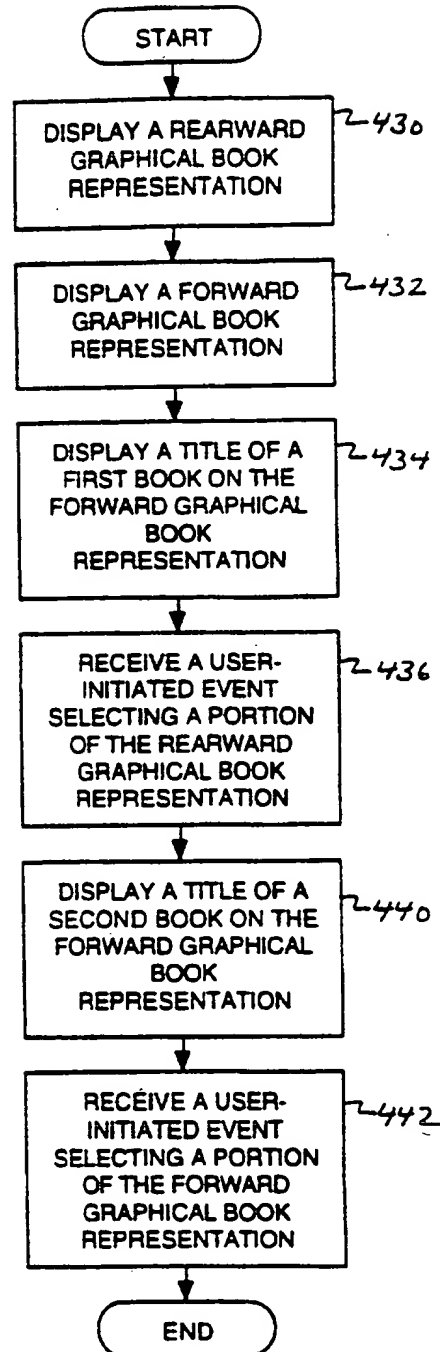 START
DISPLAY A REARWARD
GRAPHICAL BOOK
REPRESENTATION
430
DISPLAY A FORWARD
GRAPHICAL BOOK
REPRESENTATION
432
DISPLAY A TITLE OF A
FIRST BOOK ON THE
FORWARD GRAPHICAL
BOOK
REPRESENTATION
434
RECEIVE A USER-
INITIATED EVENT
SELECTING A PORTION
OF THE REARWARD
GRAPHICAL BOOK
REPRESENTATION
436
DISPLAY A TITLE OF A
SECOND BOOK ON THE
FORWARD GRAPHICAL
BOOK
REPRESENTATION
440
RECEIVE A USER-
INITIATED EVENT
SELECTING A PORTION
OF THE FORWARD
GRAPHICAL BOOK
REPRESENTATION
442
END